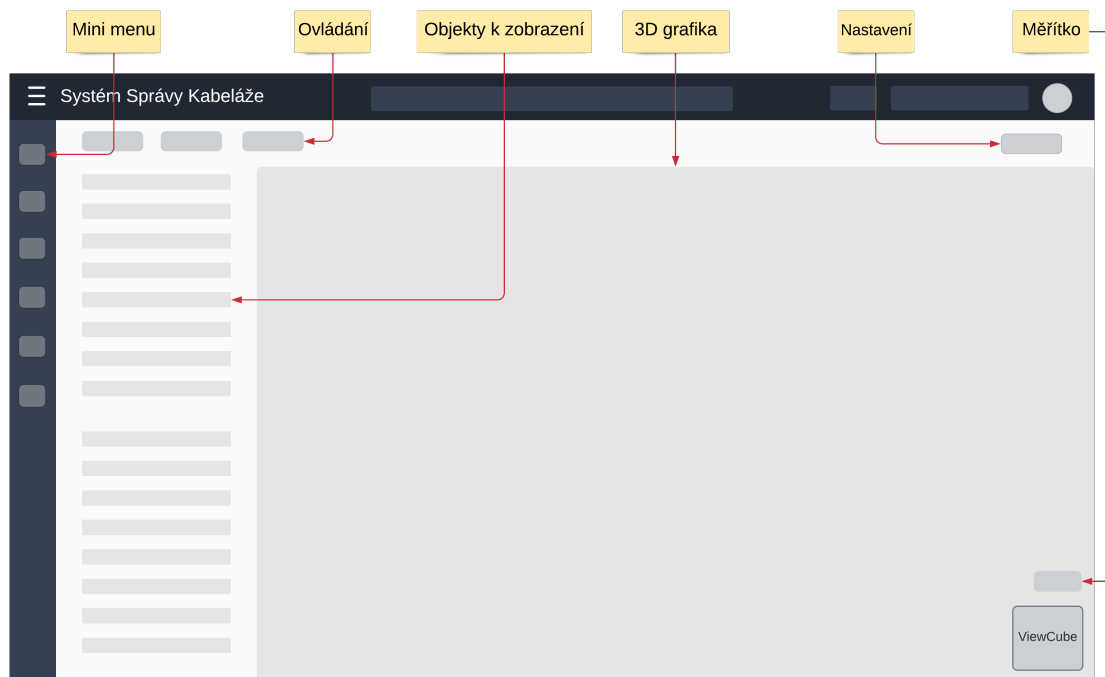 Mini menu
Ovládání
Objekty k zobrazení
3D grafika
Nastavení
Měřítko
Systém Správy Kabeláže
ViewCube